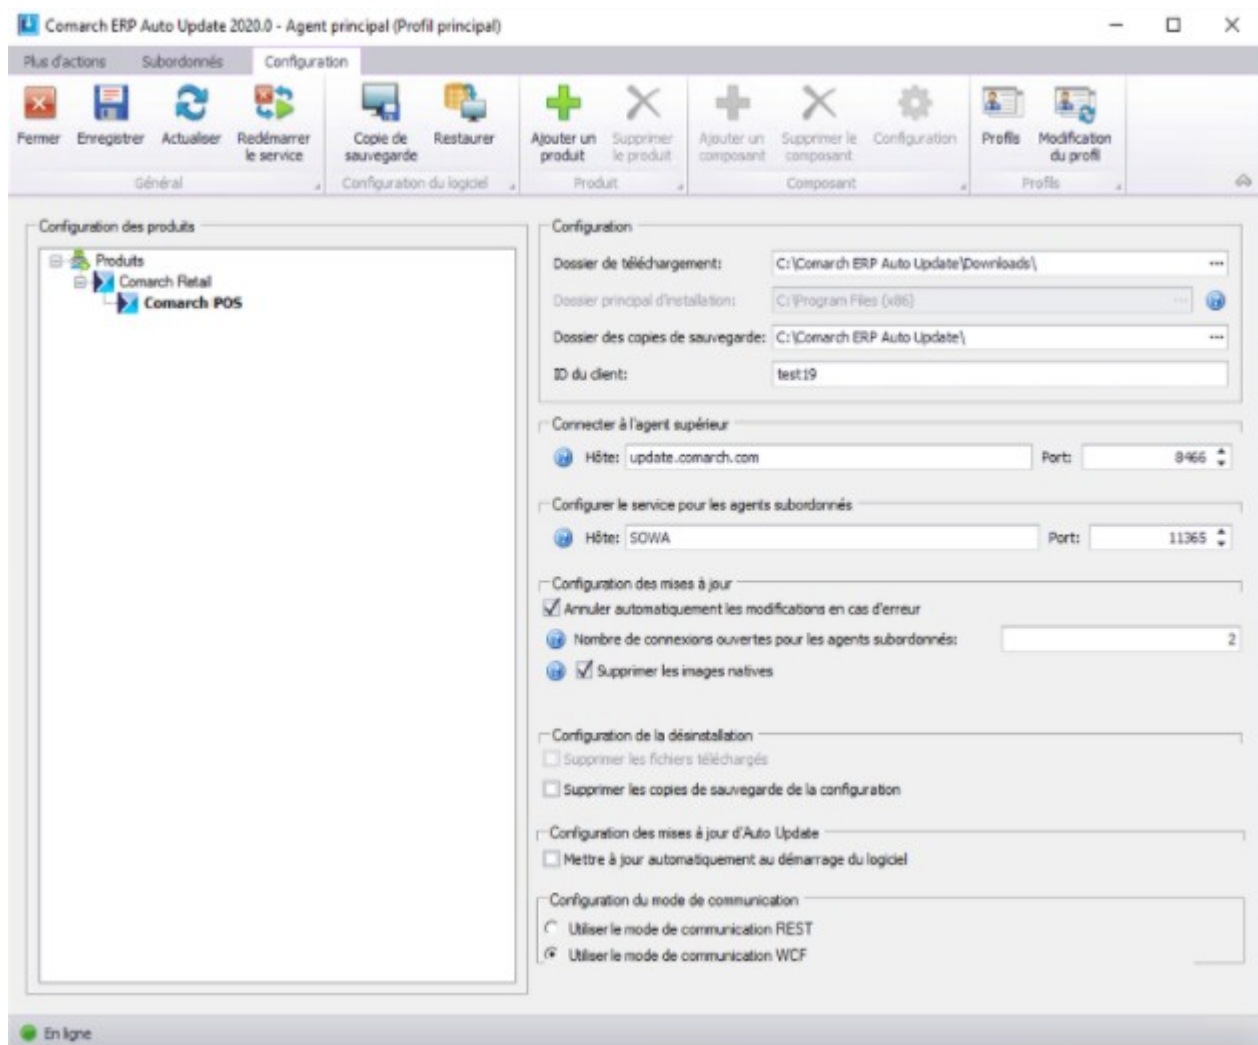 Comarch ERP Auto Update 2020.0 - Agent principal (Profil principal)
Plus d'actions Subordonnés Configuration
Fermer Enregistrer Actualiser Redémarrer le service Copie de sauvegarde Restaurer Ajouter un produit Supprimer le produit Ajouter un composant Supprimer le composant Configuration Profils Modification du profil
Général Configuration du logiciel Produit Composant Profils
Configuration des produits
Produits
Comarch Retail
Comarch POS
Configuration
Dossier de téléchargement: C:\Comarch ERP Auto Update\Downloads\ ...
Dossier principal d'installation: C:\Program Files (x86) ...
Dossier des copies de sauvegarde: C:\Comarch ERP Auto Update\ ...
ID du client: test19
Connecter à l'agent supérieur
Hôte: update.comarch.com Port: 8466
Configurer le service pour les agents subordonnés
Hôte: SOWA Port: 11365
Configuration des mises à jour
Annuler automatiquement les modifications en cas d'erreur
Nombre de connexions ouvertes pour les agents subordonnés: 2
Supprimer les images natives
Configuration de la désinstallation
Supprimer les fichiers téléchargés
Supprimer les copies de sauvegarde de la configuration
Configuration des mises à jour d'Auto Update
Mettre à jour automatiquement au démarrage du logiciel
Configuration du mode de communication
Utiliser le mode de communication REST
Utiliser le mode de communication WCF
En ligne